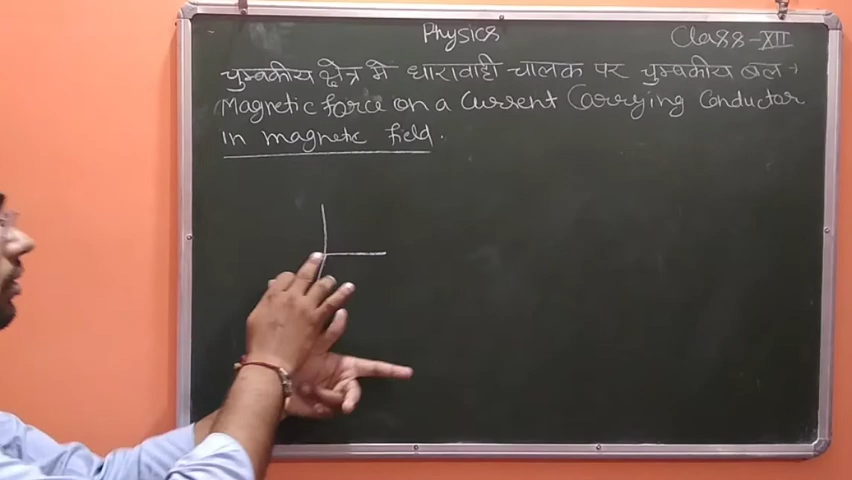 Physics
Class-XII
चुम्बकीय क्षेत्र मे धारावाही चालक पर चुम्बकीय बल →
Magnetic force on a Current Carrying Conductor
in magnetic field.